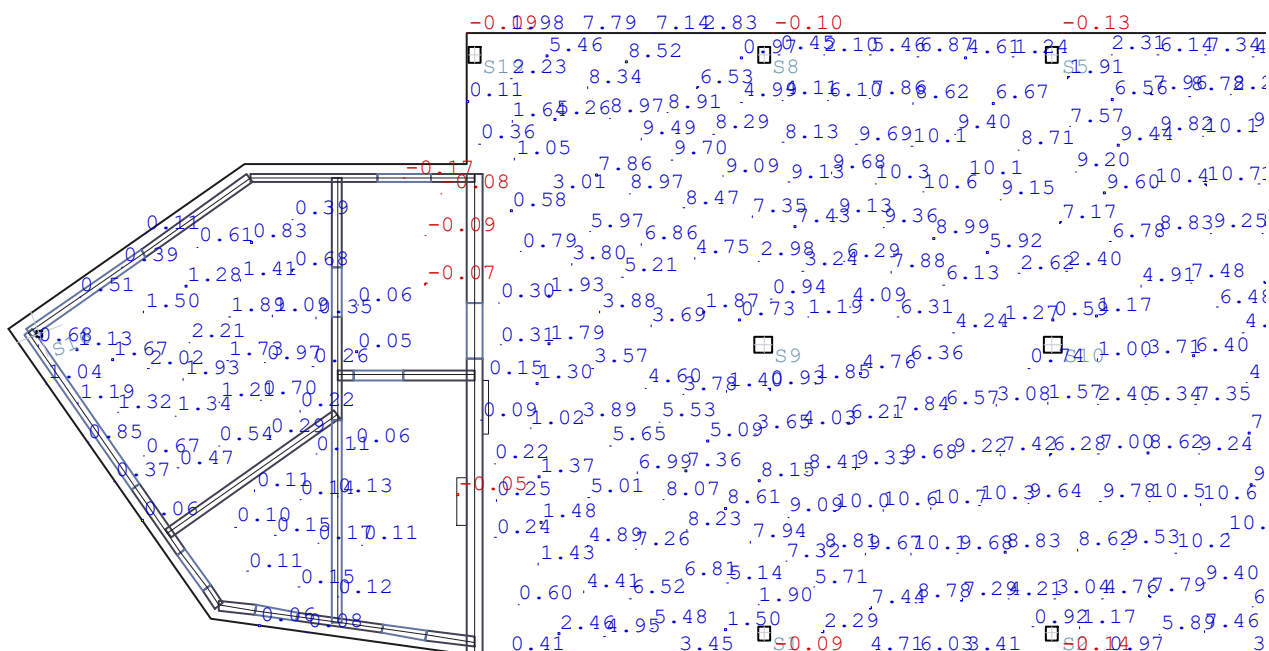 -0.09 1.98 7.79 7.14 2.83 -0.10 -0.13
5.46 8.52 0.97 0.45 2.10 5.46 6.87 4.61 1.24 2.31 6.14 7.34
2.23 S8 S5 1.91
8.34 6.53
0.11 4.99 4.11 6.10 7.86 8.62 6.67 6.56 7.96 8.78
1.64 5.26 8.97 8.91
0.36 9.49 8.29 8.13 9.69 10.1 9.40 8.71 7.57 9.44 9.82 10.1
1.05 9.70
-0.17 7.86 9.09 9.13 9.68 10.3 10.1 9.20
-0.08 3.01 8.97 10.6 9.15 9.60 10.4 10.71
0.58 8.47 7.35 7.43 9.13 9.36 7.17
0.39
0.11 0.61 0.83 -0.09 5.97 6.86 8.99 6.78 8.83 9.25
0.39 0.68 0.79 3.80 4.75 2.98 3.24 6.29 7.88 5.92 2.62 2.40
1.28 1.41 -0.07 5.21 6.13 4.91 7.48
0.51 1.50 1.89 1.09 0.35 0.06 0.30 1.93 3.88 1.87 0.94 0.73 1.19 4.09 6.31 1.27 0.59 1.17 6.48
3.69 4.24
0.68 1.13 2.21 0.05 0.31 1.79
1.67 2.02 1.93 1.73 0.97 0.26 3.57 S9 4.76 6.36 0.74 S10 1.00 3.71 6.40
1.04 0.15 1.30 4.60 3.78 1.40 0.93 1.85
1.19 1.32 1.34 1.21 0.70 0.22 0.09 1.02 3.89 5.53 3.65 4.03 6.21 7.84 6.57 3.08 1.57 2.40 5.34 7.35
0.85 0.67 0.47 0.54 0.29 0.11 0.06 5.65 5.09
0.37 0.22 1.37 6.99 7.36 8.15 8.41 9.33 9.68 9.22 7.42 6.28 7.00 8.62 9.24
0.11 0.14 0.13 -0.05 0.25 5.01 8.07 8.61 9.09 10.0 10.6 10.7 10.3 9.64 9.78 10.5 10.6
0.06 0.10 0.15 0.17 0.11 0.24 1.48 4.89 7.26 8.23 7.94
0.11 1.43 7.32 8.81 9.67 10.1 9.68 8.83 8.62 9.53 10.2
0.15 0.12 0.60 4.41 6.52 6.81 5.14 1.90 5.71 7.44 8.78 7.29 4.21 3.04 4.76 7.79 9.40
0.06 0.08 2.46 4.95 5.48 1.50 2.29 0.92 1.17 5.89 7.46
0.41 3.45 -0.09 4.71 6.03 3.41 -0.14 0.97